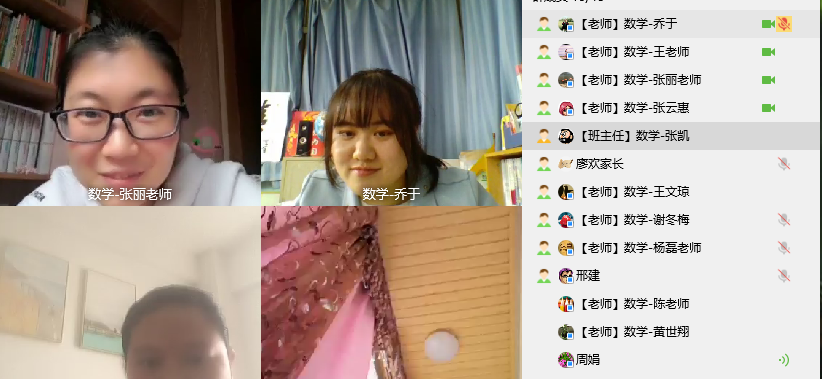 数学-张丽老师
数学-乔于
【老师】数学-乔于
【老师】数学-王老师
【老师】数学-张丽老师
【老师】数学-张云惠
【班主任】数学-张凯
廖欢家长
【老师】数学-王文琼
【老师】数学-谢冬梅
【老师】数学-杨磊老师
邢建
【老师】数学-陈老师
【老师】数学-黄世翔
周娟